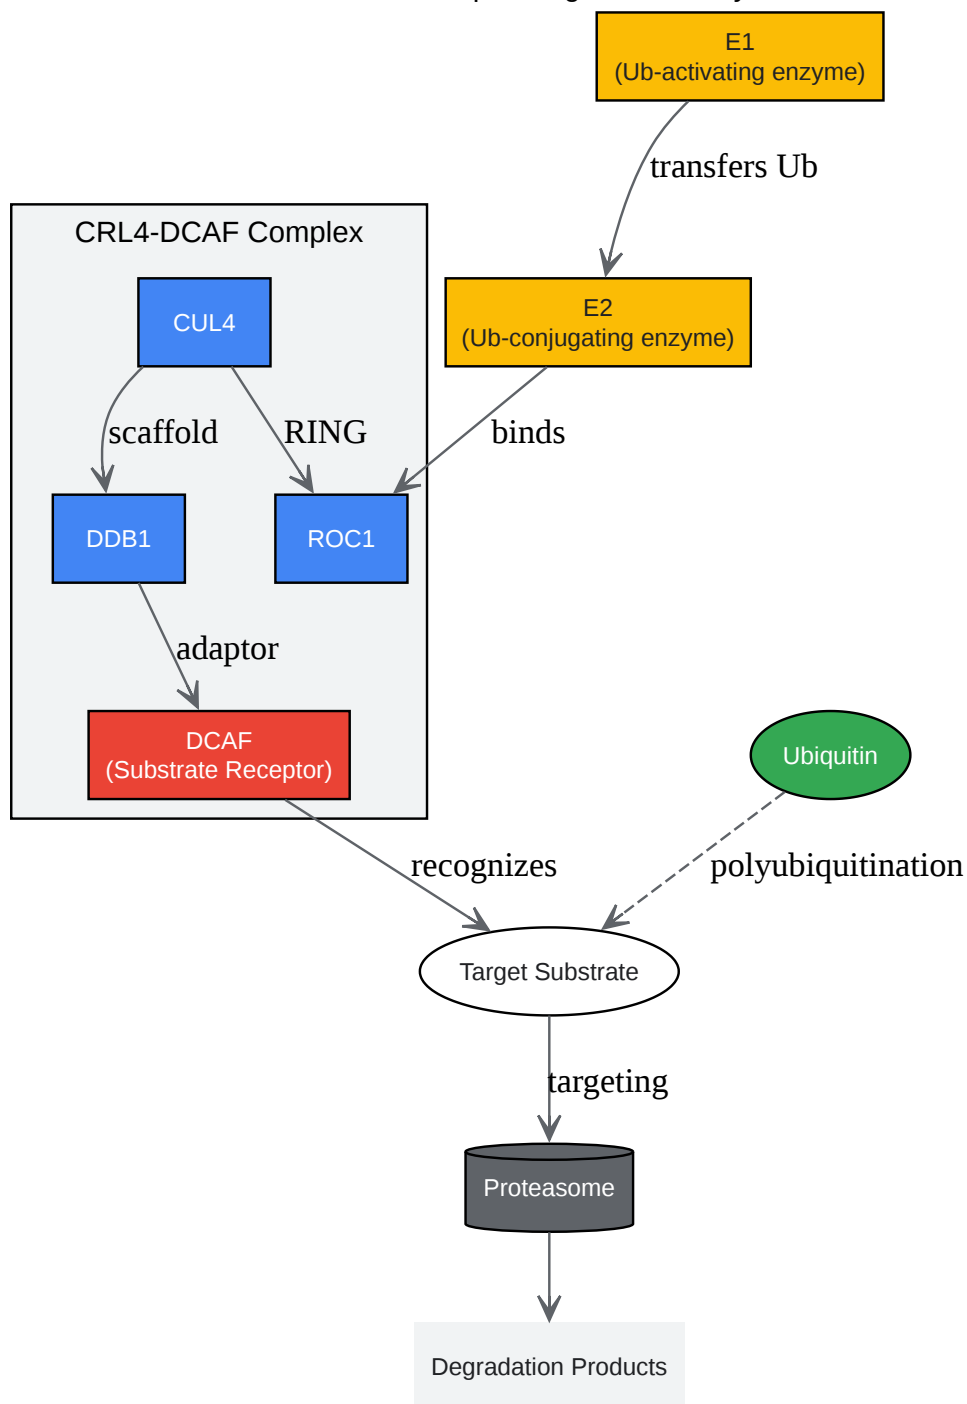 E1
(Ub-activating enzyme)
transfers Ub
CRL4-DCAF Complex
CUL4
E2
(Ub-conjugating enzyme)
scaffold
RING
binds
DDB1
ROC1
adaptor
DCAF
(Substrate Receptor)
Ubiquitin
recognizes
polyubiquitination
Target Substrate
targeting
Proteasome
Degradation Products